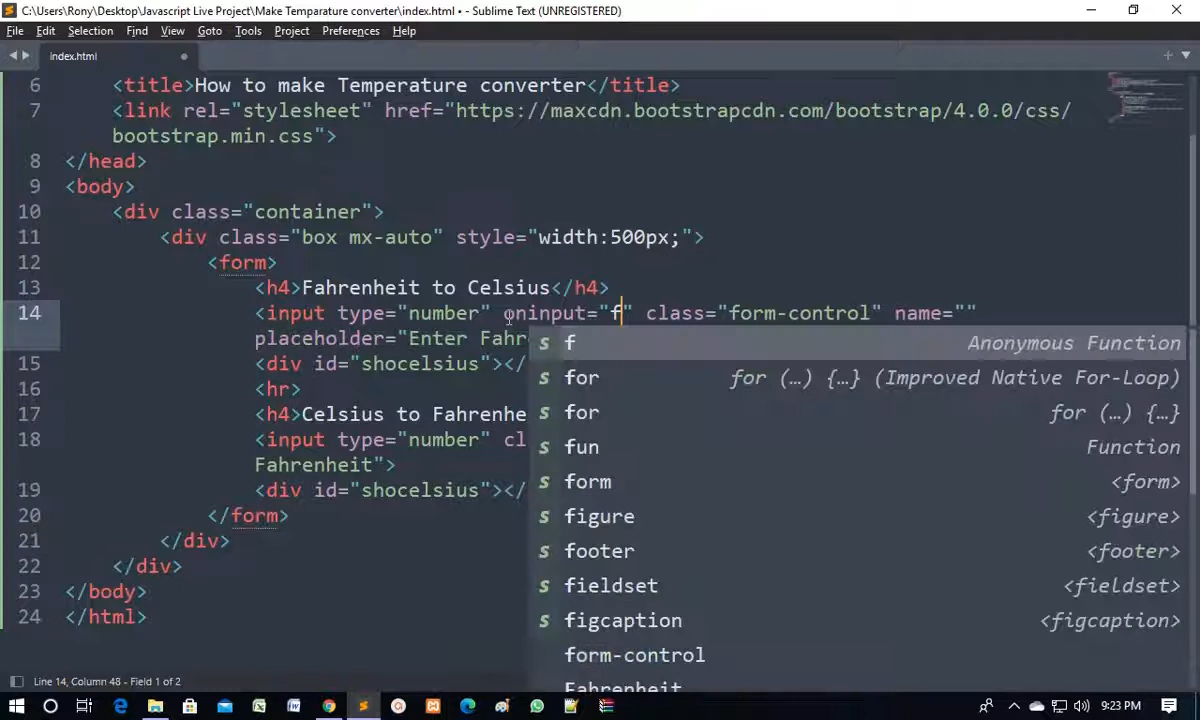 C:\Users\Rony\Desktop\Javascript Live Project\Make Temparature converter\index.html • - Sublime Text (UNREGISTERED)
File Edit Selection Find View Goto Tools Project Preferences Help
index.html
6 <title>How to make Temperature converter</title>
7 <link rel="stylesheet" href="https://maxcdn.bootstrapcdn.com/bootstrap/4.0.0/css/
bootstrap.min.css">
8 </head>
9 <body>
10 <div class="container">
11 <div class="box mx-auto" style="width:500px;">
12 <form>
13 <h4>Fahrenheit to Celsius</h4>
14 <input type="number" oninput="f" class="form-control" name=""
placeholder="Enter Fahr
f Anonymous Function
15 <div id="shocelsius"></
for for (…) {…} (Improved Native For-Loop)
16 <hr>
for for (…) {…}
17 <h4>Celsius to Fahrenhe
18 <input type="number" cl
fun Function
Fahrenheit">
form <form>
19 <div id="shocelsius"></
figure <figure>
20 </form>
21 </div>
footer <footer>
22 </div>
fieldset <fieldset>
23 </body>
24 </html>
figcaption <figcaption>
form-control
Fahrenheit
Line 14, Column 48 - Field 1 of 2
9:23 PM